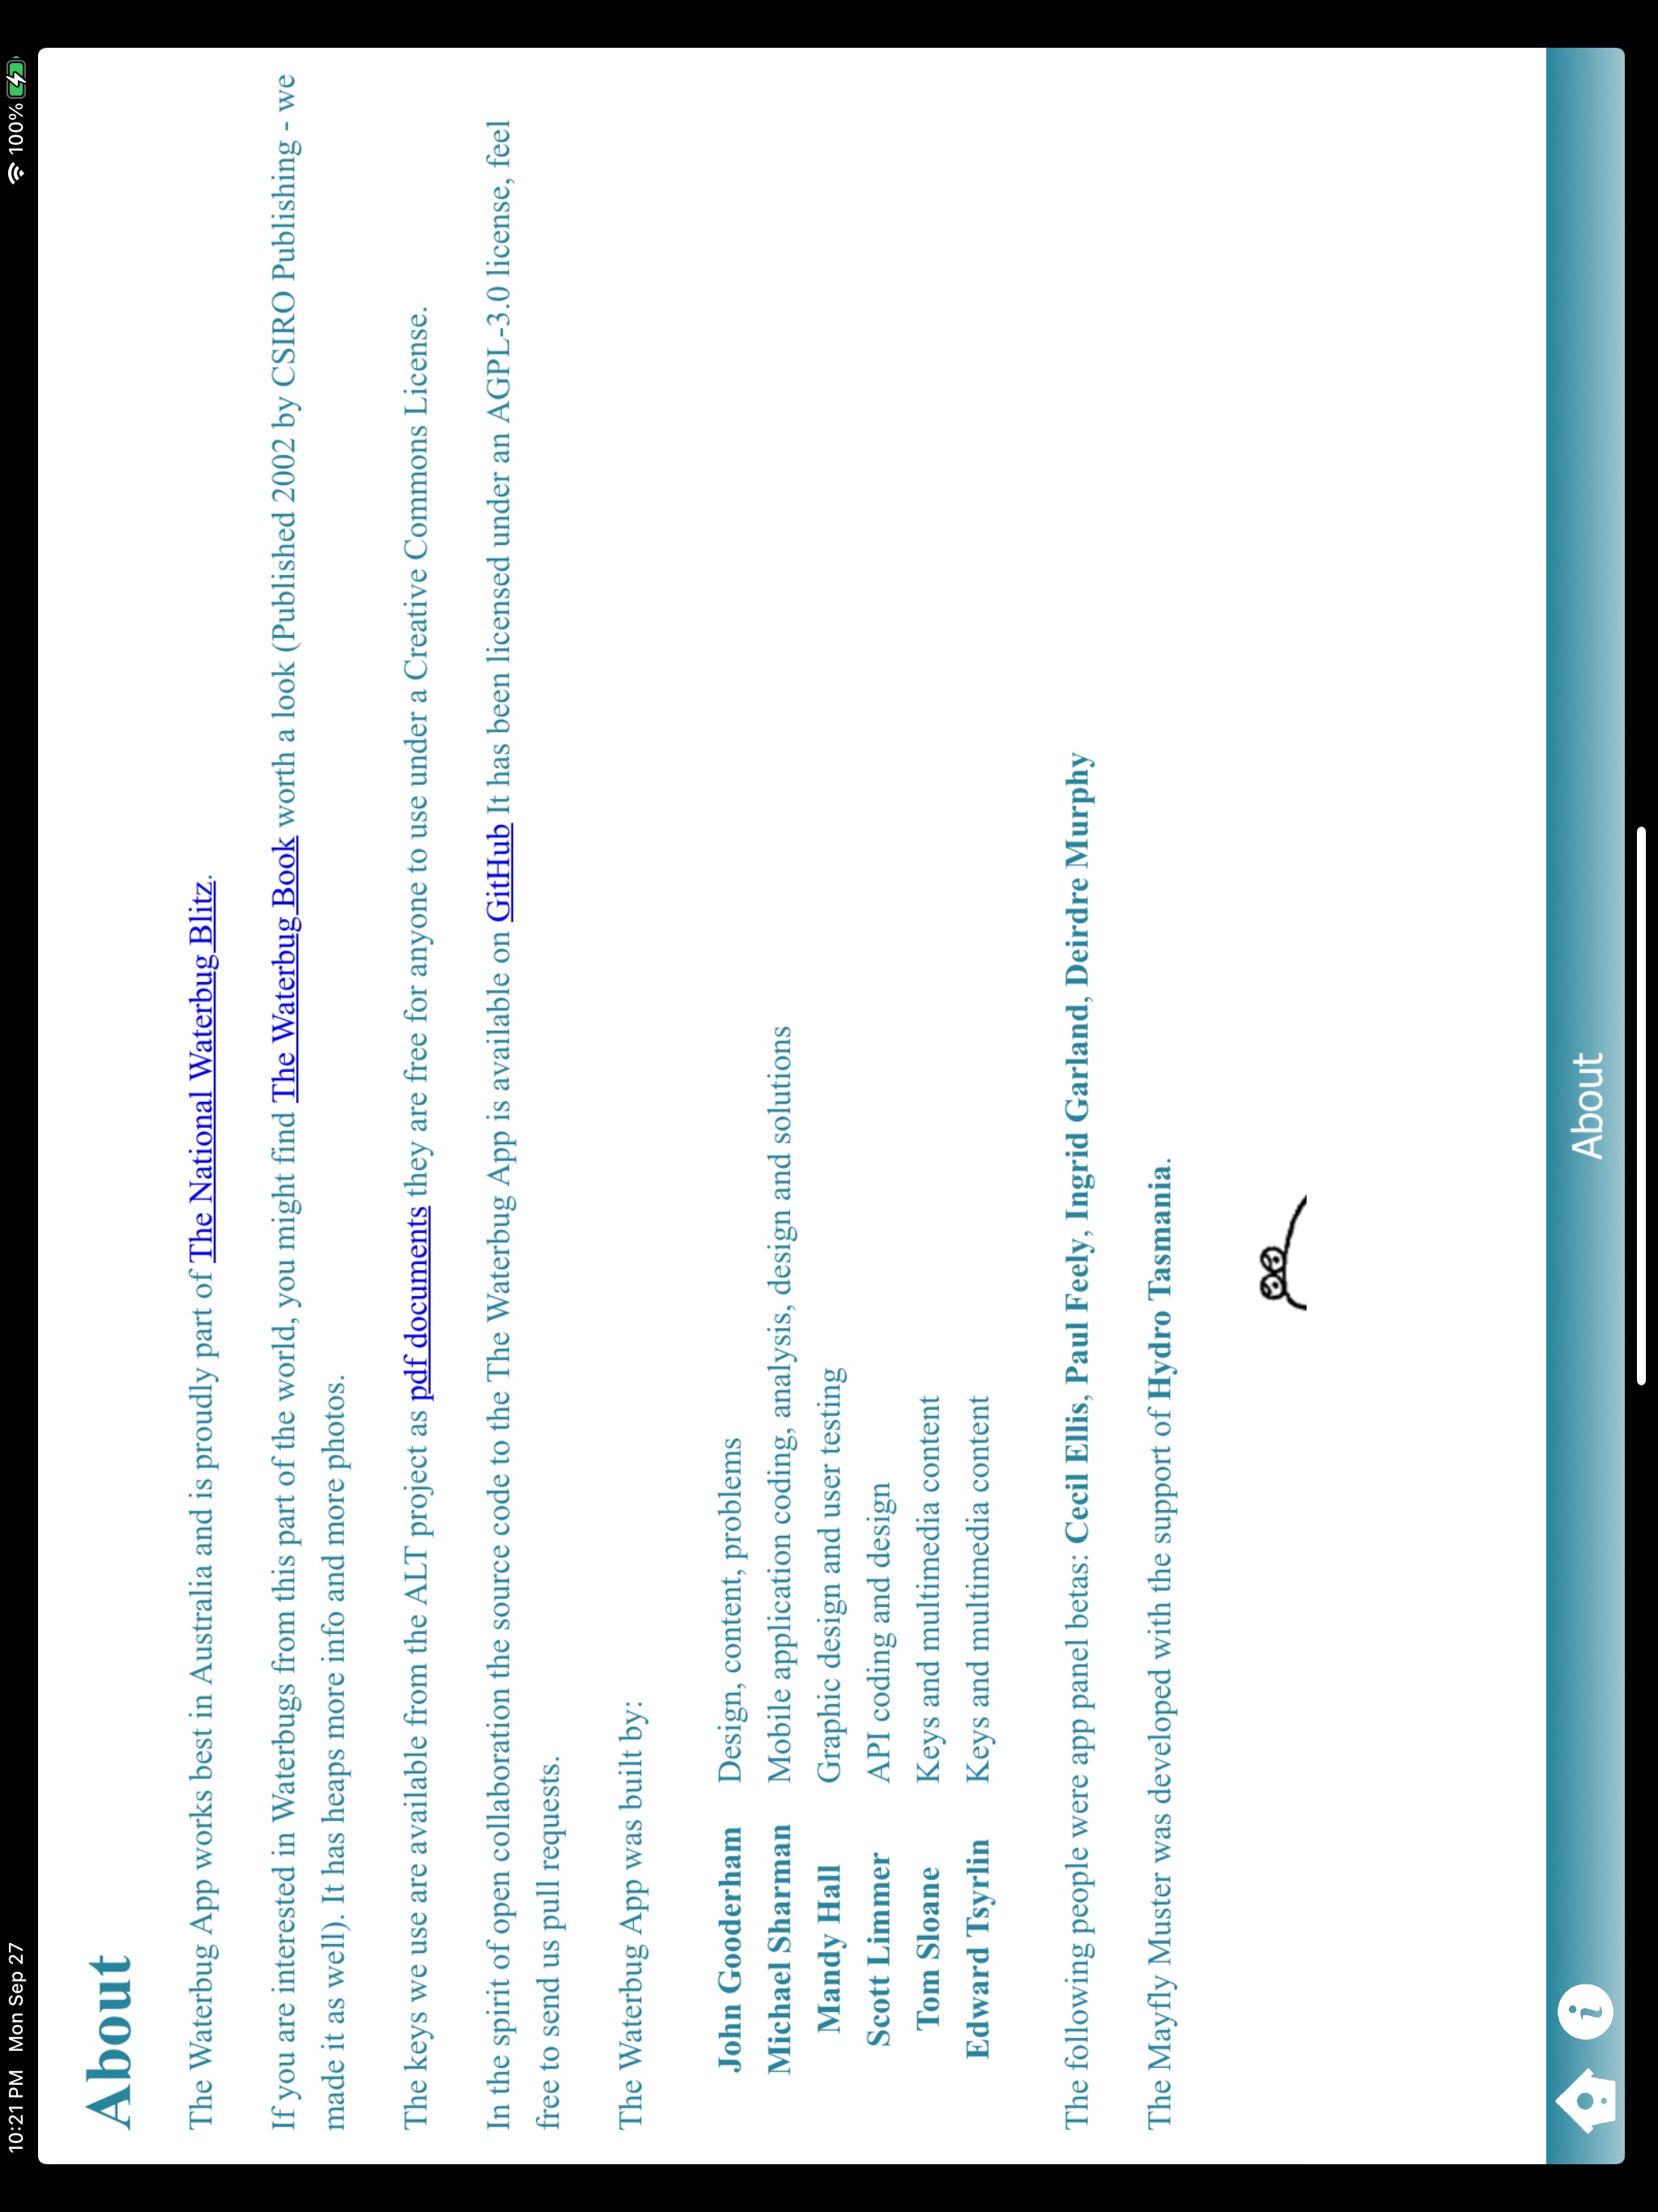 10:21 PM Mon Sep 27
100%
About
The Waterbug App works best in Australia and is proudly part of The National Waterbug Blitz.
If you are interested in Waterbugs from this part of the world, you might find The Waterbug Book worth a look (Published 2002 by CSIRO Publishing - we
made it as well). It has heaps more info and more photos.
The keys we use are available from the ALT project as pdf documents they are free for anyone to use under a Creative Commons License.
In the spirit of open collaboration the source code to the The Waterbug App is available on GitHub It has been licensed under an AGPL-3.0 license, feel
free to send us pull requests.
The Waterbug App was built by:
John Gooderham Design, content, problems
Michael Sharman Mobile application coding, analysis, design and solutions
Mandy Hall Graphic design and user testing
Scott Limmer API coding and design
Tom Sloane Keys and multimedia content
Edward Tsyrlin Keys and multimedia content
The following people were app panel betas: Cecil Ellis, Paul Feely, Ingrid Garland, Deirdre Murphy
The Mayfly Muster was developed with the support of Hydro Tasmania.
i
About